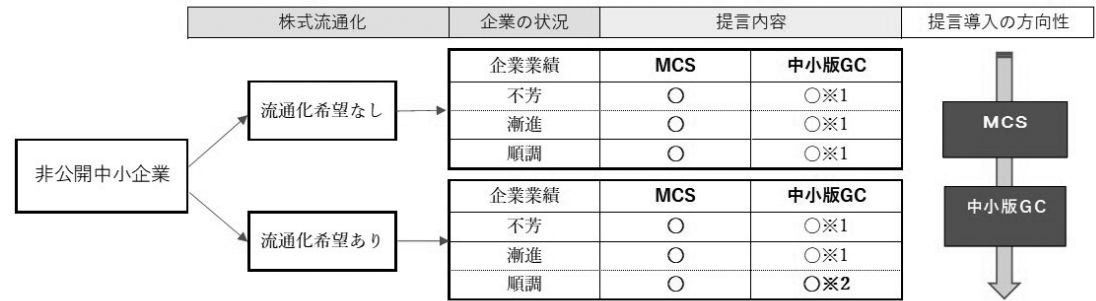 株式流通化 企業の状況 提言内容 提言導入の方向性
企業業績 MCS 中小版GC
不芳 〇 〇※1
漸進 〇 〇※1
順調 〇 〇※1
流通化希望なし
非公開中小企業
企業業績 MCS 中小版GC
不芳 〇 〇※1
漸進 〇 〇※1
順調 〇 〇※2
流通化希望あり
MCS
中小版GC